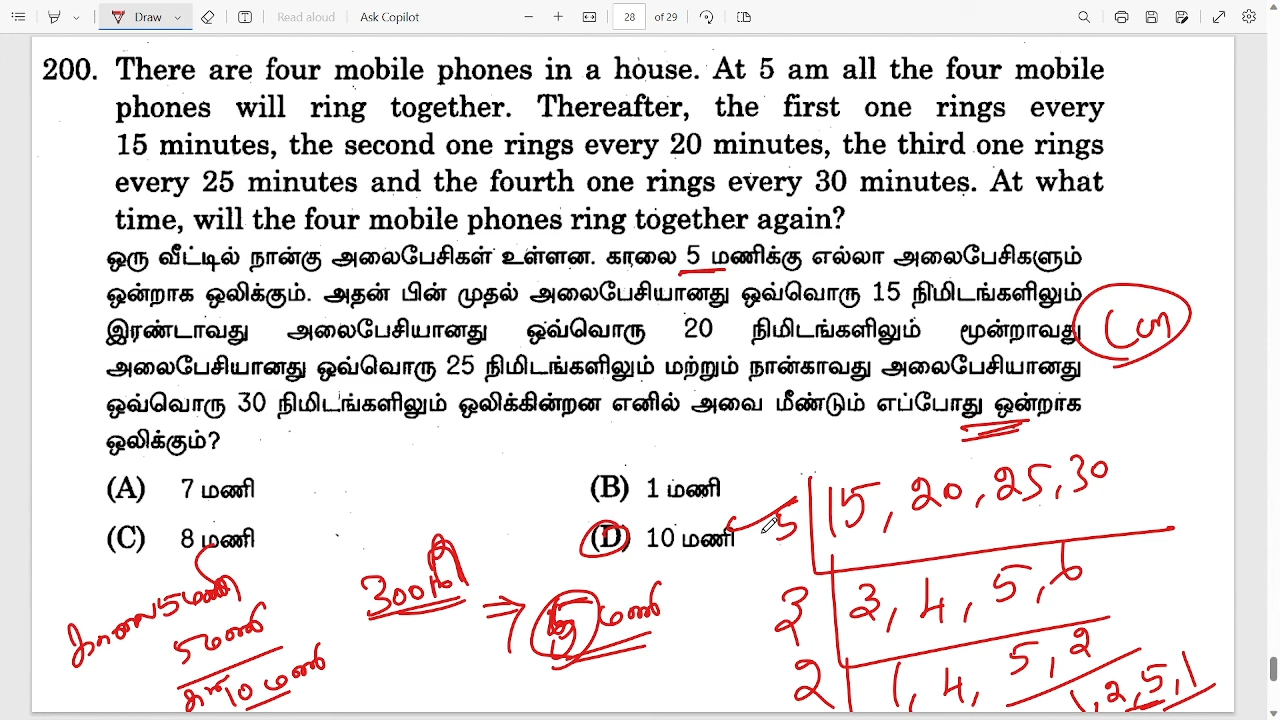 Draw
Read aloud
Ask Copilot
28 of 29
200. There are four mobile phones in a house. At 5 am all the four mobile
phones will ring together. Thereafter, the first one rings every
15 minutes, the second one rings every 20 minutes, the third one rings
every 25 minutes and the fourth one rings every 30 minutes. At what
time, will the four mobile phones ring together again?
ஒரு வீட்டில் நான்கு அலைபேசிகள் உள்ளன. காலை 5 மணிக்கு எல்லா அலைபேசிகளும்
ஒன்றாக ஒலிக்கும். அதன் பின் முதல் அலைபேசியானது ஒவ்வொரு 15 நிமிடங்களிலும்
இரண்டாவது அலைபேசியானது ஒவ்வொரு 20 நிமிடங்களிலும் மூன்றாவது
அலைபேசியானது ஒவ்வொரு 25 நிமிடங்களிலும் மற்றும் நான்காவது அலைபேசியானது
ஒவ்வொரு 30 நிமிடங்களிலும் ஒலிக்கின்றன எனில் அவை மீண்டும் எப்போது ஒன்றாக
ஒலிக்கும்?
Lcm
(A) 7 மணி
(B) 1 மணி
(C) 8 மணி
(D) 10 மணி
5 15, 20, 25, 30
3 3, 4, 5, 6
2 1, 4, 5, 2
1, 2, 5, 1
காலை 5 மணி
5 மணி
10 மணி
300
⇒ 5 மணி